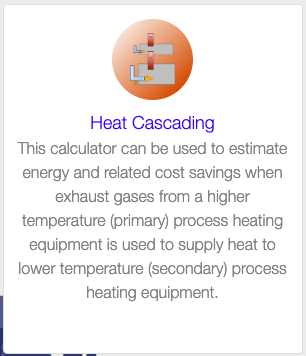 Heat Cascading
This calculator can be used to estimate
energy and related cost savings when
exhaust gases from a higher
temperature (primary) process heating
equipment is used to supply heat to
lower temperature (secondary) process
heating equipment.